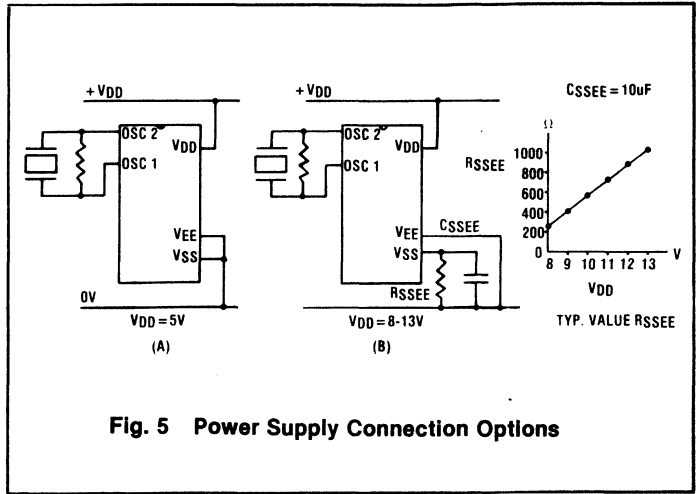 +VDD
OSC 2
VDD
OSC 1
VEE
VSS
0V
VDD = 5V
(A)
+VDD
OSC 2
VDD
OSC 1
VEE
CSSEE
VSS
RSSEE
VDD = 8-13V
(B)
CSSEE = 10uF
Ω
RSSEE
1000
800
600
400
200
0
8 9 10 11 12 13
V
VDD
TYP. VALUE RSSEE
Fig. 5 Power Supply Connection Options